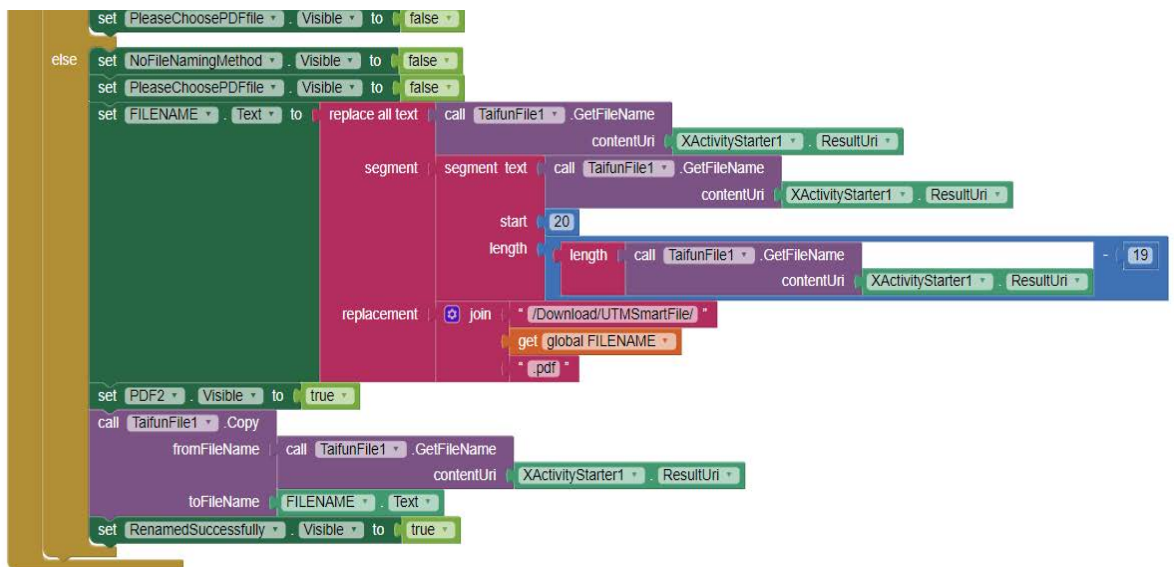 set PleaseChoosePDFfile . Visible to false
else set NoFileNamingMethod . Visible to false
set PleaseChoosePDFfile . Visible to false
set FILENAME . Text to replace all text call TaifunFile1 .GetFileName
contentUri XActivityStarter1 . ResultUri
segment segment text call TaifunFile1 .GetFileName
contentUri XActivityStarter1 . ResultUri
start 20
length length call TaifunFile1 .GetFileName - 19
contentUri XActivityStarter1 . ResultUri
replacement join " /Download/UTMSmartFile/ "
get global FILENAME
" .pdf "
set PDF2 . Visible to true
call TaifunFile1 .Copy
fromFileName call TaifunFile1 .GetFileName
contentUri XActivityStarter1 . ResultUri
toFileName FILENAME . Text
set RenamedSuccessfully . Visible to true